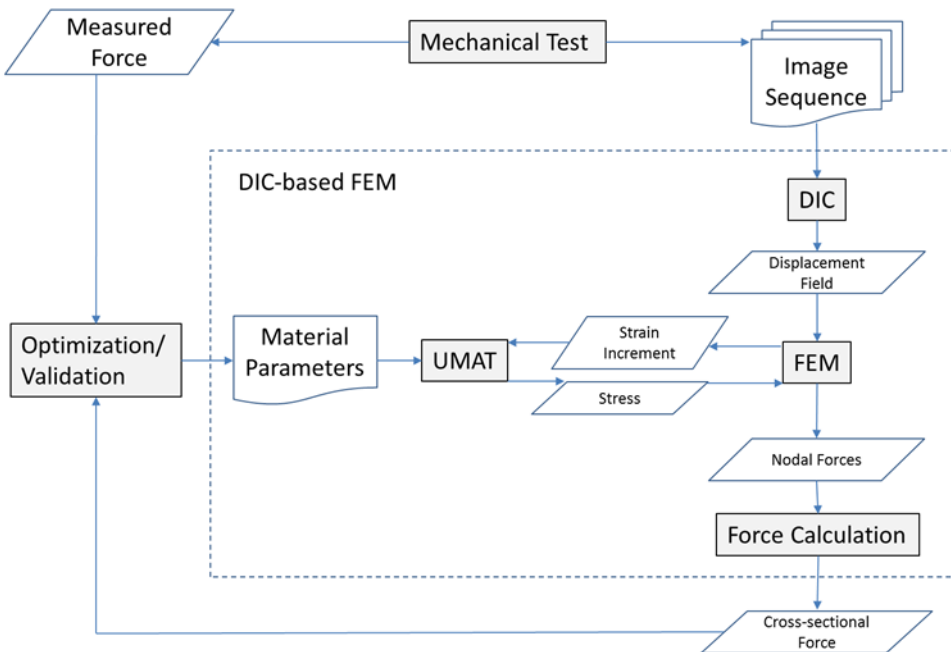 Measured
Force
Mechanical Test
Image
Sequence
DIC-based FEM
DIC
Displacement
Field
Optimization/
Validation
Material
Parameters
UMAT
Strain
Increment
Stress
FEM
Nodal Forces
Force Calculation
Cross-sectional
Force